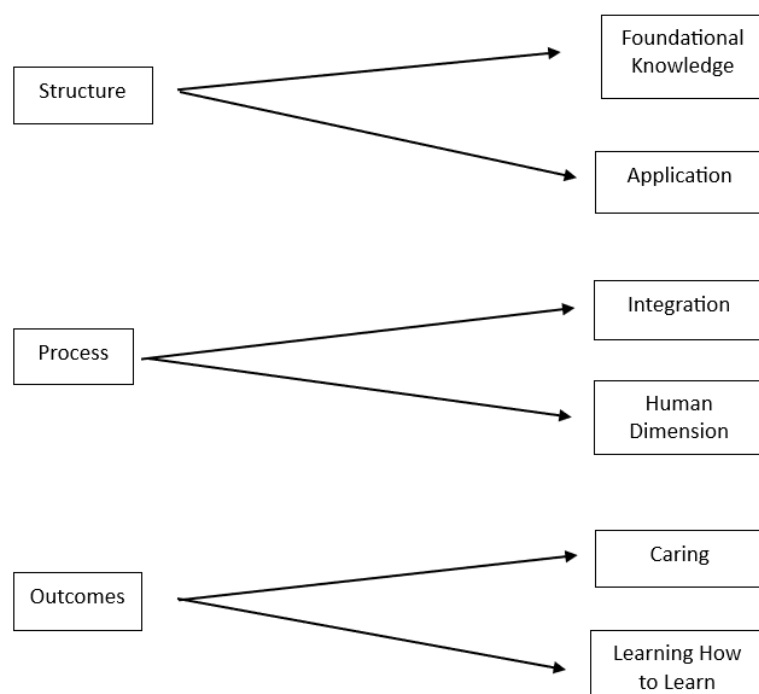 Structure
Foundational
Knowledge
Application
Process
Integration
Human
Dimension
Outcomes
Caring
Learning How
to Learn